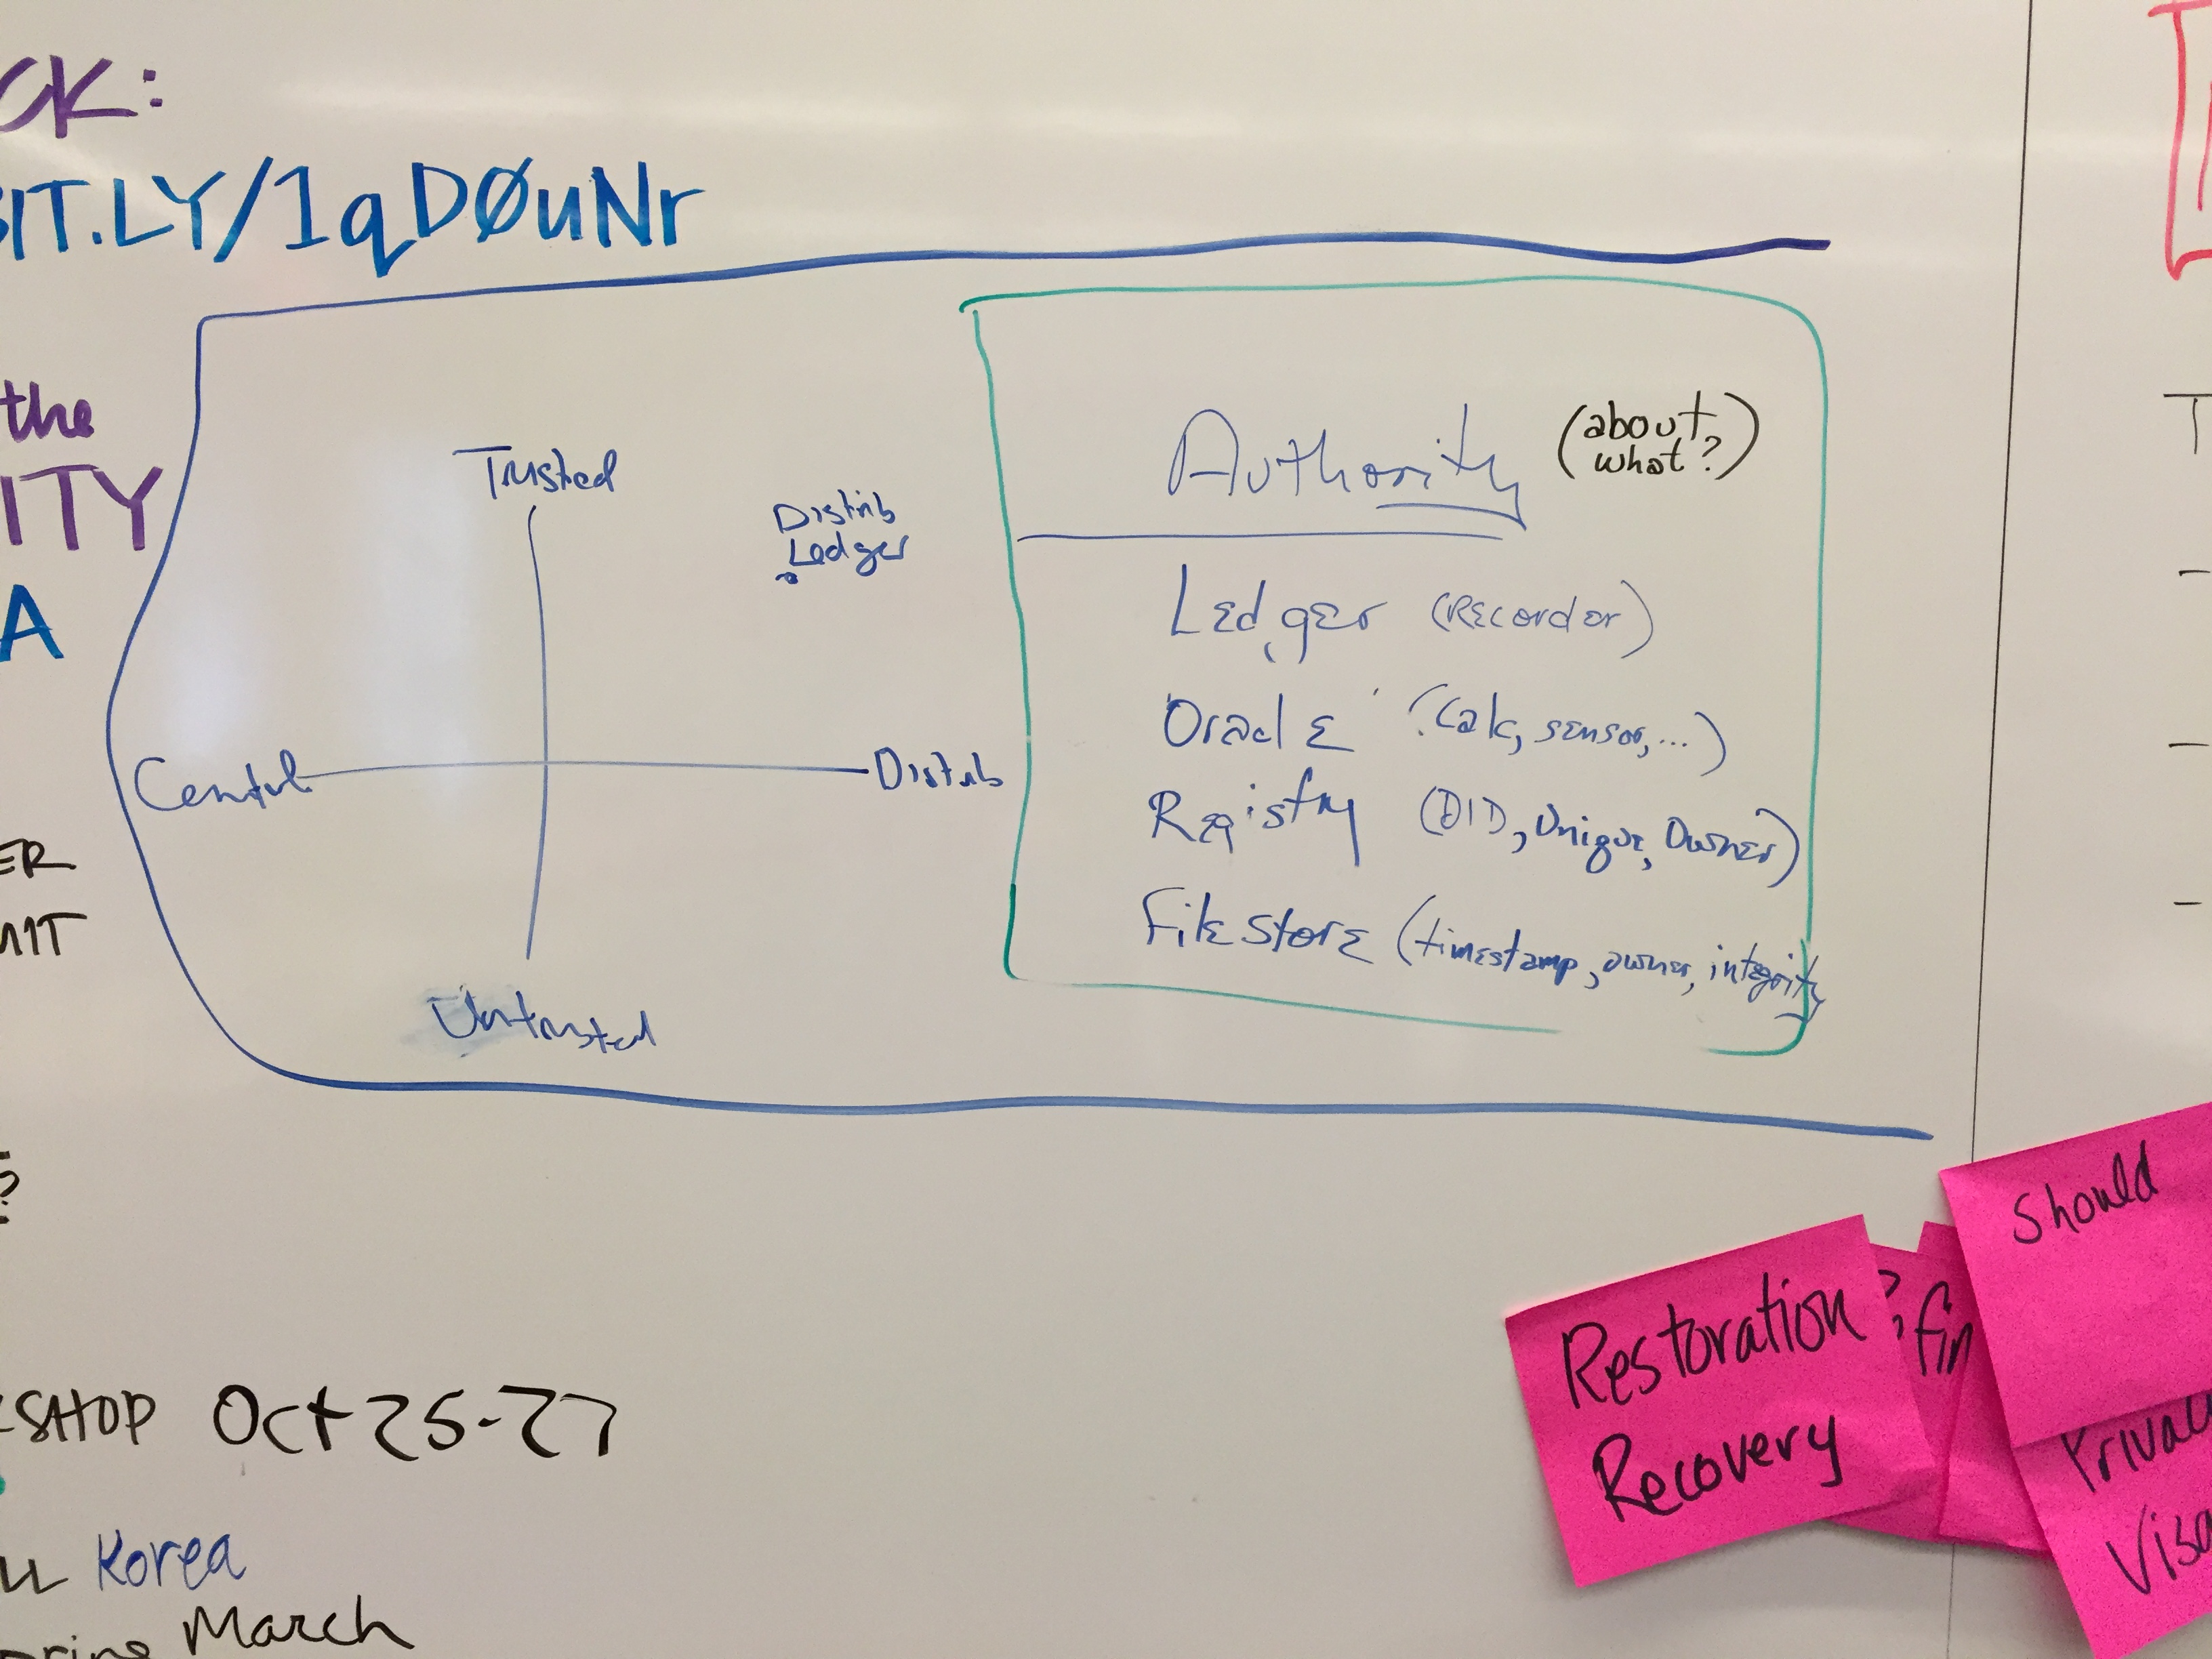 CK:
BIT.LY/1qDØuNr
the
ITY
A
ER
MIT
?
Trusted
Distrib
Ledger
Central
Distrib
Untrusted
Authority (about what?)
Ledger (Recorder)
Oracle (calc, sensor, ...)
Registry (DID, Unique, Owner)
File Store (timestamp, owner, integrity)
SHOP Oct 25-27
Korea
March
Restoration
Recovery
? fin
Should
Privac
Visa
T
-
-
-